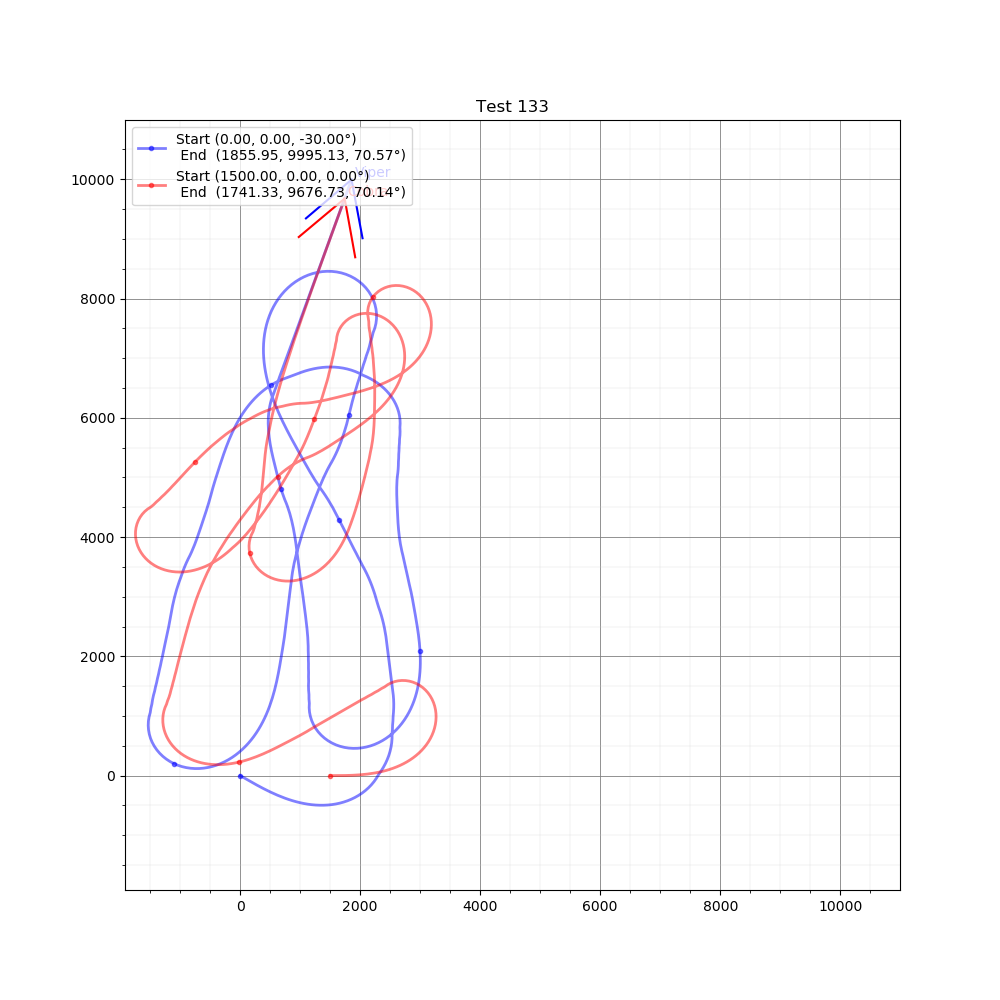 Test 133
Start (0.00, 0.00, -30.00°)
End (1855.95, 9995.13, 70.57°)
Start (1500.00, 0.00, 0.00°)
End (1741.33, 9676.73, 70.14°)
10000
8000
6000
4000
2000
0
0 2000 4000 6000 8000 10000